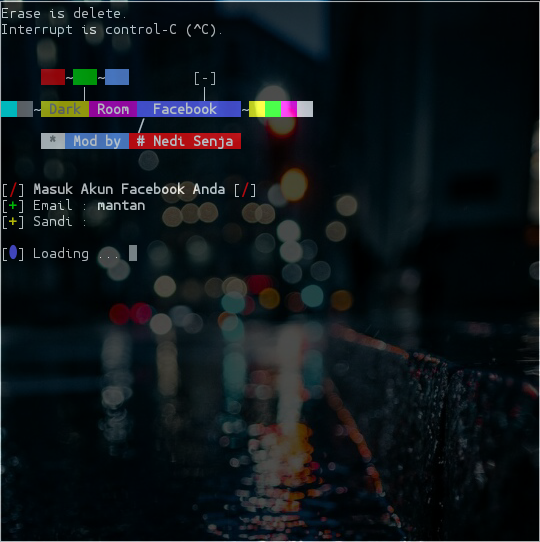 Erase is delete.
Interrupt is control-C (^C).
~ ~ [-]
~ Dark Room Facebook ~
* Mod by # Nedi Senja
[/] Masuk Akun Facebook Anda [/]
[+] Email : mantan
[+] Sandi :
[●] Loading ...